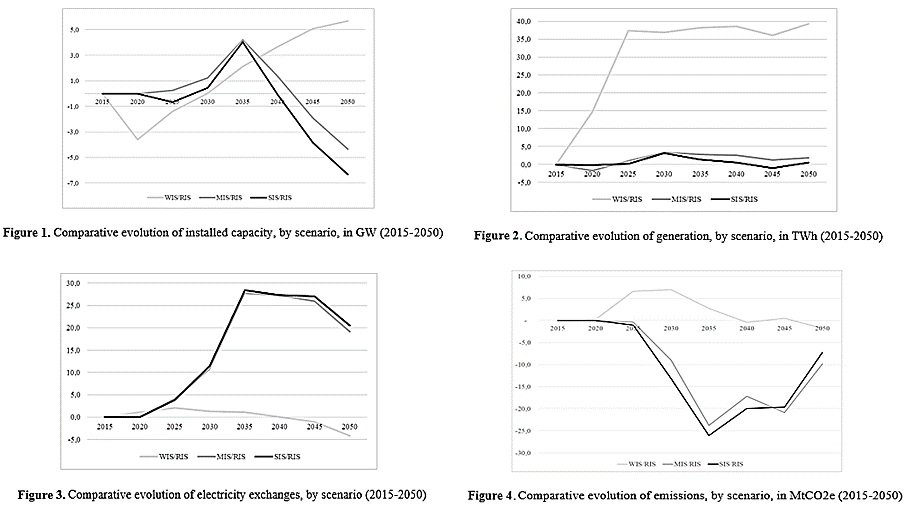 5,0
3,0
1,0
-1,0
-3,0
-5,0
-7,0
2015 2020 2025 2030 2035 2040 2045 2050
WIS/RIS MIS/RIS SIS/RIS
Figure 1. Comparative evolution of installed capacity, by scenario, in GW (2015-2050)
40,0
35,0
30,0
25,0
20,0
15,0
10,0
5,0
0,0
-5,0
2015 2020 2025 2030 2035 2040 2045 2050
WIS/RIS MIS/RIS SIS/RIS
Figure 2. Comparative evolution of generation, by scenario, in TWh (2015-2050)
30,0
25,0
20,0
15,0
10,0
5,0
0,0
-5,0
2015 2020 2025 2030 2035 2040 2045 2050
WIS/RIS MIS/RIS SIS/RIS
Figure 3. Comparative evolution of electricity exchanges, by scenario (2015-2050)
10,0
5,0
-
-5,0
-10,0
-15,0
-20,0
-25,0
-30,0
2015 2020 2025 2030 2035 2040 2045 2050
WIS/RIS MIS/RIS SIS/RIS
Figure 4. Comparative evolution of emissions, by scenario, in MtCO2e (2015-2050)